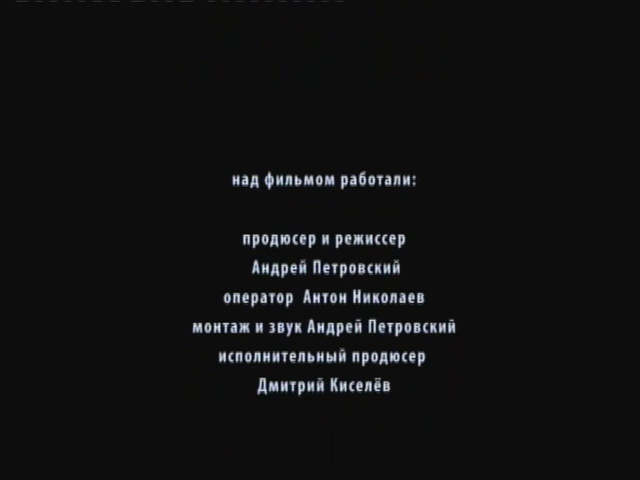 над фильмом работали:
продюсер и режиссер
Андрей Петровский
оператор Антон Николаев
монтаж и звук Андрей Петровский
исполнительный продюсер
Дмитрий Киселёв